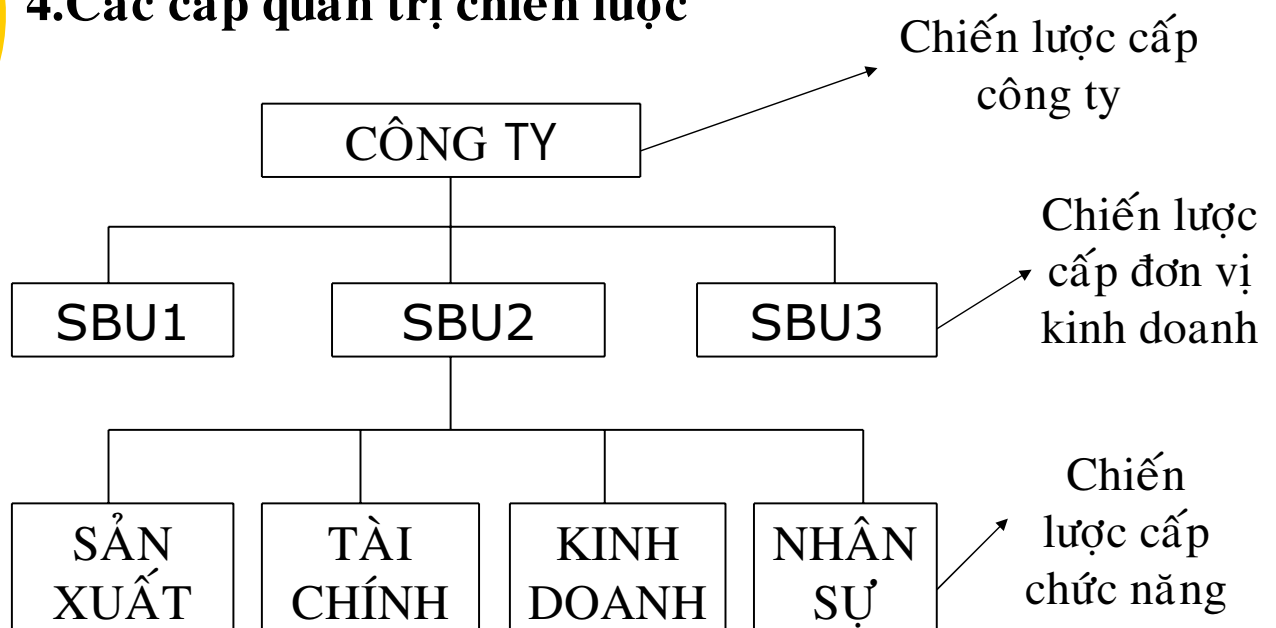 4.Các cấp quản trị chiến lược
Chiến lược cấp
công ty
CÔNG TY
Chiến lược
cấp đơn vị
kinh doanh
SBU1
SBU2
SBU3
Chiến
lược cấp
chức năng
SẢN
XUẤT
TÀI
CHÍNH
KINH
DOANH
NHÂN
SỰ